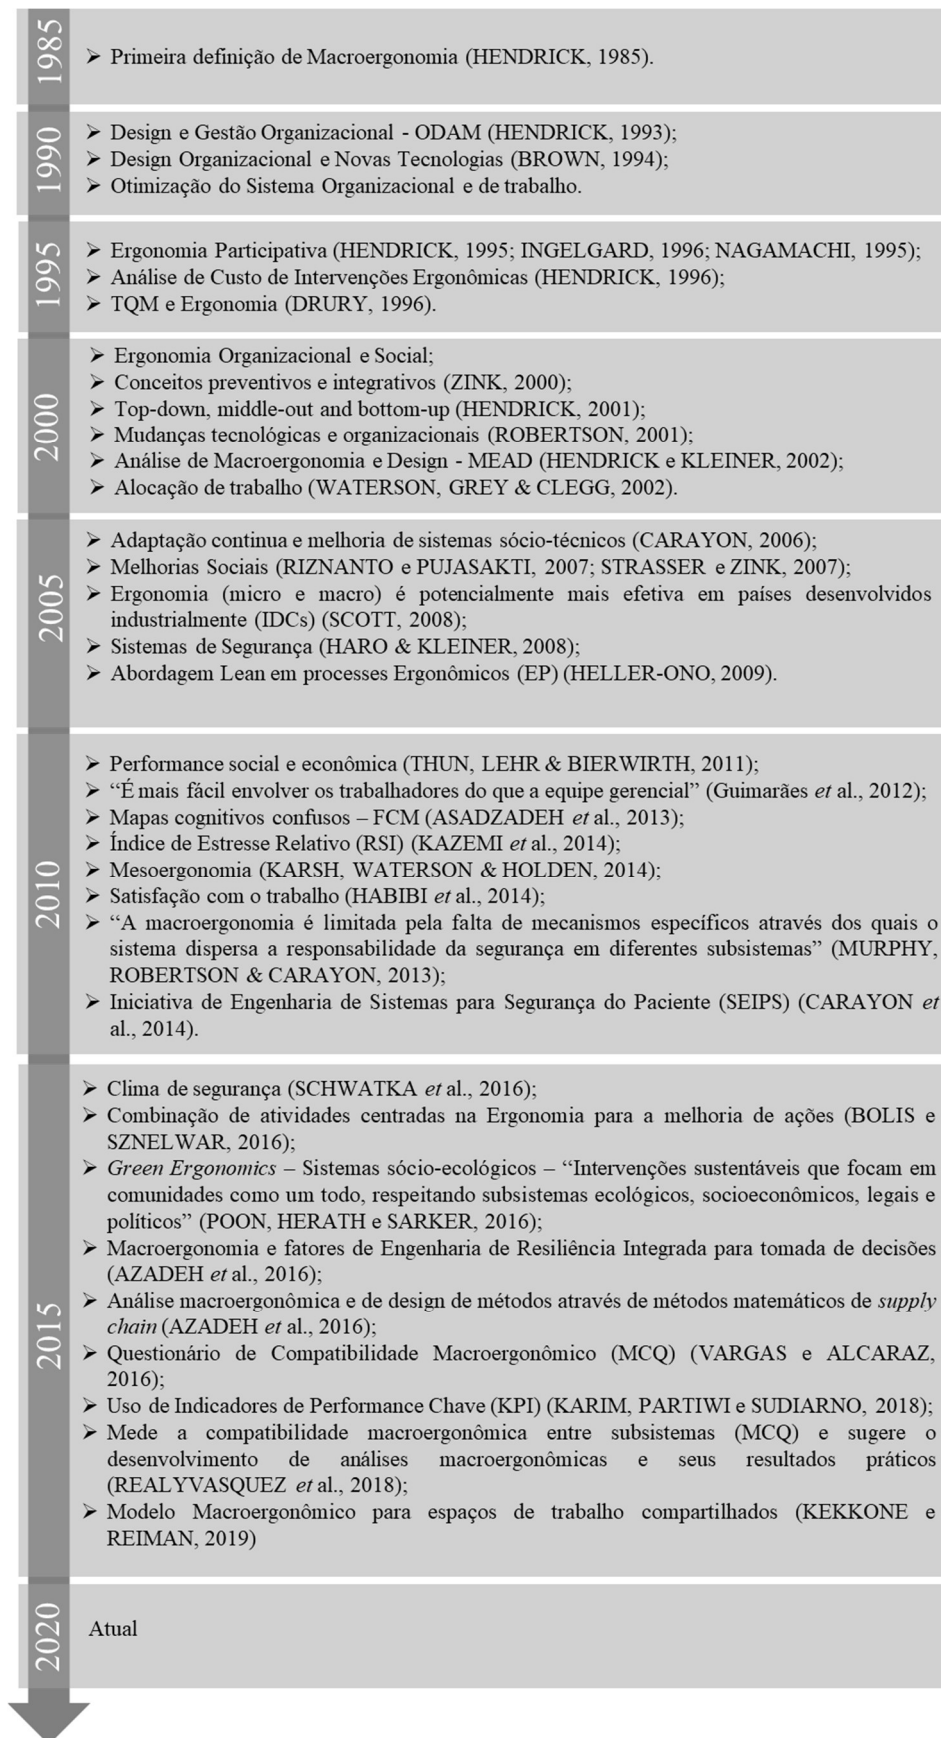 1985
➤ Primeira definição de Macroergonomia (HENDRICK, 1985).
1990
➤ Design e Gestão Organizacional - ODAM (HENDRICK, 1993);
➤ Design Organizacional e Novas Tecnologias (BROWN, 1994);
➤ Otimização do Sistema Organizacional e de trabalho.
1995
➤ Ergonomia Participativa (HENDRICK, 1995; INGELGARD, 1996; NAGAMACHI, 1995);
➤ Análise de Custo de Intervenções Ergonômicas (HENDRICK, 1996);
➤ TQM e Ergonomia (DRURY, 1996).
2000
➤ Ergonomia Organizacional e Social;
➤ Conceitos preventivos e integrativos (ZINK, 2000);
➤ Top-down, middle-out and bottom-up (HENDRICK, 2001);
➤ Mudanças tecnológicas e organizacionais (ROBERTSON, 2001);
➤ Análise de Macroergonomia e Design - MEAD (HENDRICK e KLEINER, 2002);
➤ Alocação de trabalho (WATERSON, GREY & CLEGG, 2002).
2005
➤ Adaptação continua e melhoria de sistemas sócio-técnicos (CARAYON, 2006);
➤ Melhorias Sociais (RIZNANTO e PUJASAKTI, 2007; STRASSER e ZINK, 2007);
➤ Ergonomia (micro e macro) é potencialmente mais efetiva em países desenvolvidos
industrialmente (IDCs) (SCOTT, 2008);
➤ Sistemas de Segurança (HARO & KLEINER, 2008);
➤ Abordagem Lean em processes Ergonômicos (EP) (HELLER-ONO, 2009).
2010
➤ Performance social e econômica (THUN, LEHR & BIERWIRTH, 2011);
➤ “É mais fácil envolver os trabalhadores do que a equipe gerencial” (Guimarães et al., 2012);
➤ Mapas cognitivos confusos – FCM (ASADZADEH et al., 2013);
➤ Índice de Estresse Relativo (RSI) (KAZEMI et al., 2014);
➤ Mesoergonomia (KARSH, WATERSON & HOLDEN, 2014);
➤ Satisfação com o trabalho (HABIBI et al., 2014);
➤ “A macroergonomia é limitada pela falta de mecanismos específicos através dos quais o
sistema dispersa a responsabilidade da segurança em diferentes subsistemas” (MURPHY,
ROBERTSON & CARAYON, 2013);
➤ Iniciativa de Engenharia de Sistemas para Segurança do Paciente (SEIPS) (CARAYON et
al., 2014).
2015
➤ Clima de segurança (SCHWATKA et al., 2016);
➤ Combinação de atividades centradas na Ergonomia para a melhoria de ações (BOLIS e
SZNELWAR, 2016);
➤ Green Ergonomics – Sistemas sócio-ecológicos – “Intervenções sustentáveis que focam em
comunidades como um todo, respeitando subsistemas ecológicos, socioeconômicos, legais e
políticos” (POON, HERATH e SARKER, 2016);
➤ Macroergonomia e fatores de Engenharia de Resiliência Integrada para tomada de decisões
(AZADEH et al., 2016);
➤ Análise macroergonômica e de design de métodos através de métodos matemáticos de supply
chain (AZADEH et al., 2016);
➤ Questionário de Compatibilidade Macroergonômico (MCQ) (VARGAS e ALCARAZ,
2016);
➤ Uso de Indicadores de Performance Chave (KPI) (KARIM, PARTIWI e SUDIARNO, 2018);
➤ Mede a compatibilidade macroergonômica entre subsistemas (MCQ) e sugere o
desenvolvimento de análises macroergonômicas e seus resultados práticos
(REALYVASQUEZ et al., 2018);
➤ Modelo Macroergonômico para espaços de trabalho compartilhados (KEKKONE e
REIMAN, 2019)
2020
Atual